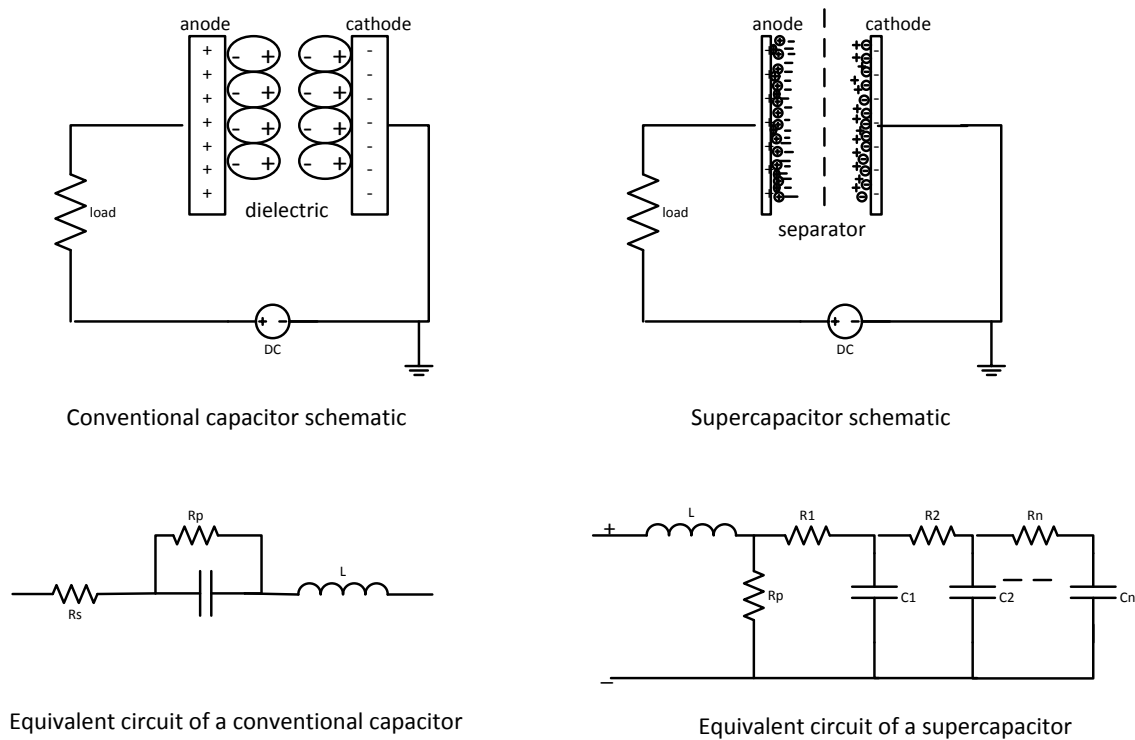 anode cathode
dielectric
load
+ -
DC
Conventional capacitor schematic
anode cathode
separator
load
+ -
DC
Supercapacitor schematic
Rp
Rs
L
Equivalent circuit of a conventional capacitor
+
L
R1
R2
Rn
Rp
C1
C2
Cn
–
Equivalent circuit of a supercapacitor